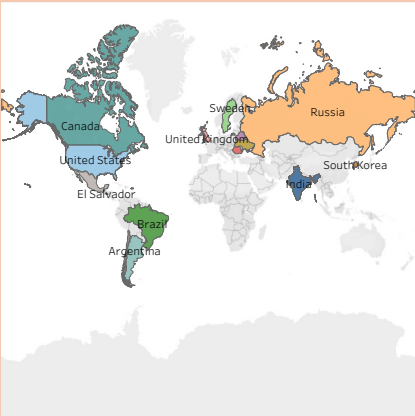 Sweden
Russia
Canada
United Kingdom
United States
South Korea
India
El Salvador
Brazil
Argentina